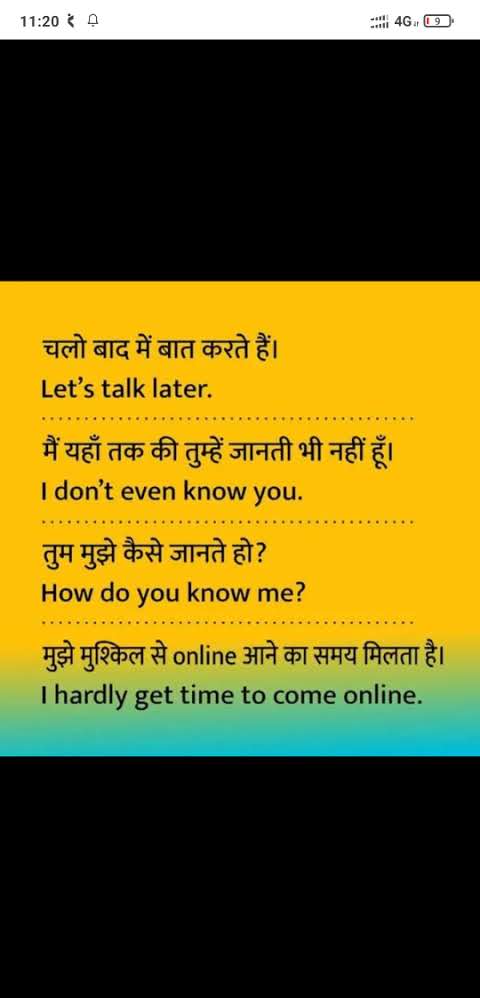 11:20
4G
9
चलो बाद में बात करते हैं।
Let's talk later.
मैं यहाँ तक की तुम्हें जानती भी नहीं हूँ।
I don't even know you.
तुम मुझे कैसे जानते हो?
How do you know me?
मुझे मुश्किल से online आने का समय मिलता है।
I hardly get time to come online.